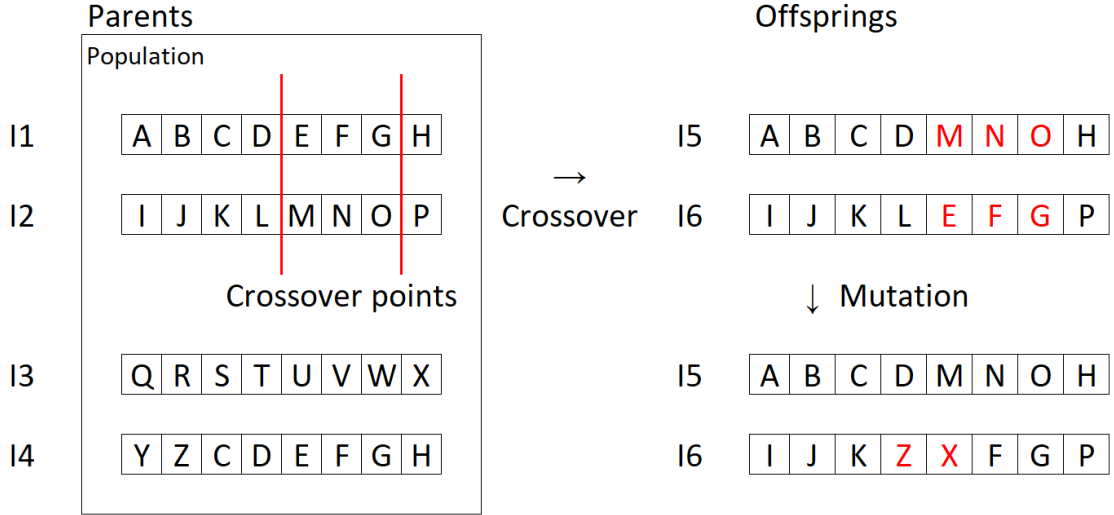 Parents Offsprings
Population
I1 A B C D E F G H I5 A B C D M N O H
→
I2 I J K L M N O P Crossover I6 I J K L E F G P
Crossover points ↓ Mutation
I3 Q R S T U V W X I5 A B C D M N O H
I4 Y Z C D E F G H I6 I J K Z X F G P